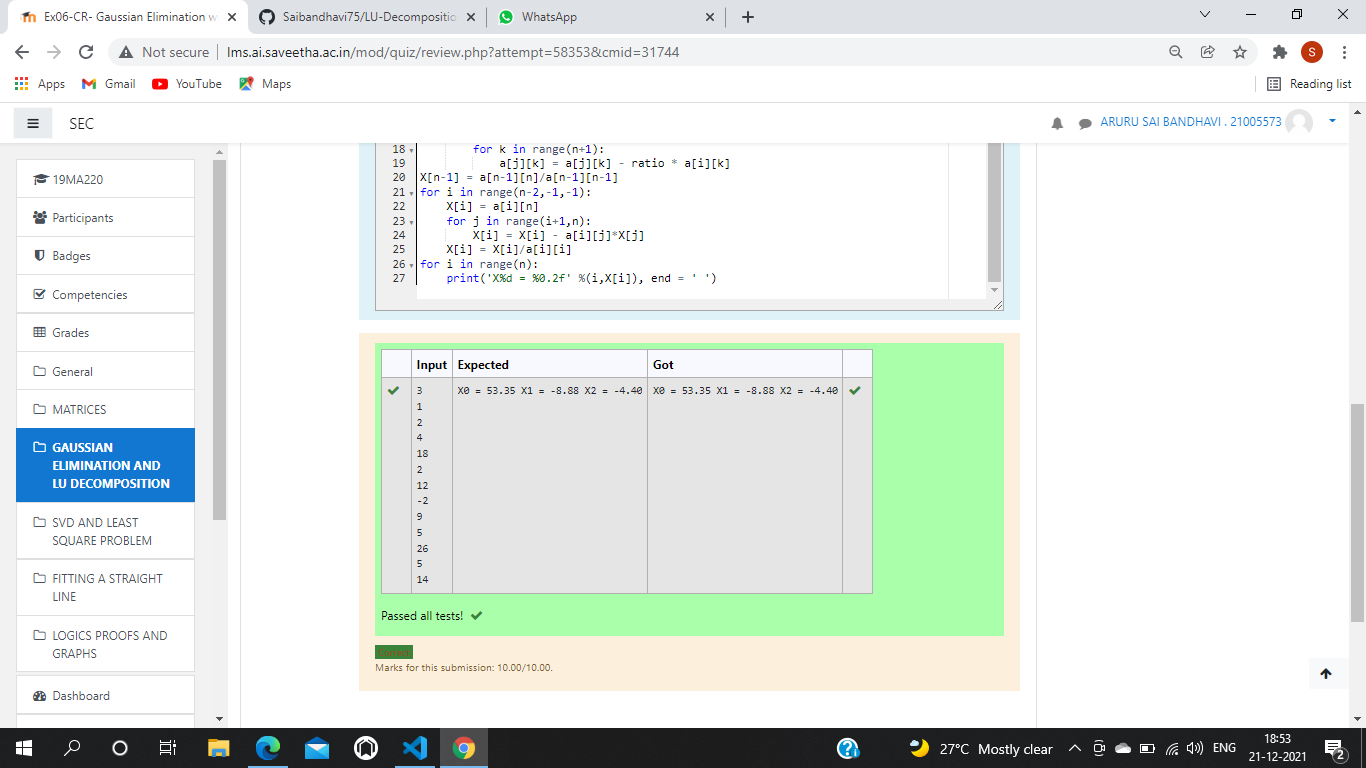 Ex06-CR- Gaussian Elimination w
Saibandhavi75/LU-Decompositio
WhatsApp
Not secure
lms.ai.saveetha.ac.in/mod/quiz/review.php?attempt=58353&cmid=31744
S
Apps
Gmail
YouTube
Maps
Reading list
SEC
ARURU SAI BANDHAVI . 21005573
19MA220
Participants
Badges
Competencies
Grades
General
MATRICES
GAUSSIAN
ELIMINATION AND
LU DECOMPOSITION
SVD AND LEAST
SQUARE PROBLEM
FITTING A STRAIGHT
LINE
LOGICS PROOFS AND
GRAPHS
Dashboard
18 for k in range(n+1):
19 a[j][k] = a[j][k] - ratio * a[i][k]
20 X[n-1] = a[n-1][n]/a[n-1][n-1]
21 for i in range(n-2,-1,-1):
22 X[i] = a[i][n]
23 for j in range(i+1,n):
24 X[i] = X[i] - a[i][j]*X[j]
25 X[i] = X[i]/a[i][i]
26 for i in range(n):
27 print('X%d = %0.2f' %(i,X[i]), end = ' ')
Input Expected Got
3 X0 = 53.35 X1 = -8.88 X2 = -4.40 X0 = 53.35 X1 = -8.88 X2 = -4.40
1
2
4
18
2
12
-2
9
5
26
5
14
Passed all tests!
Correct
Marks for this submission: 10.00/10.00.
27°C Mostly clear
ENG
18:53
21-12-2021
2